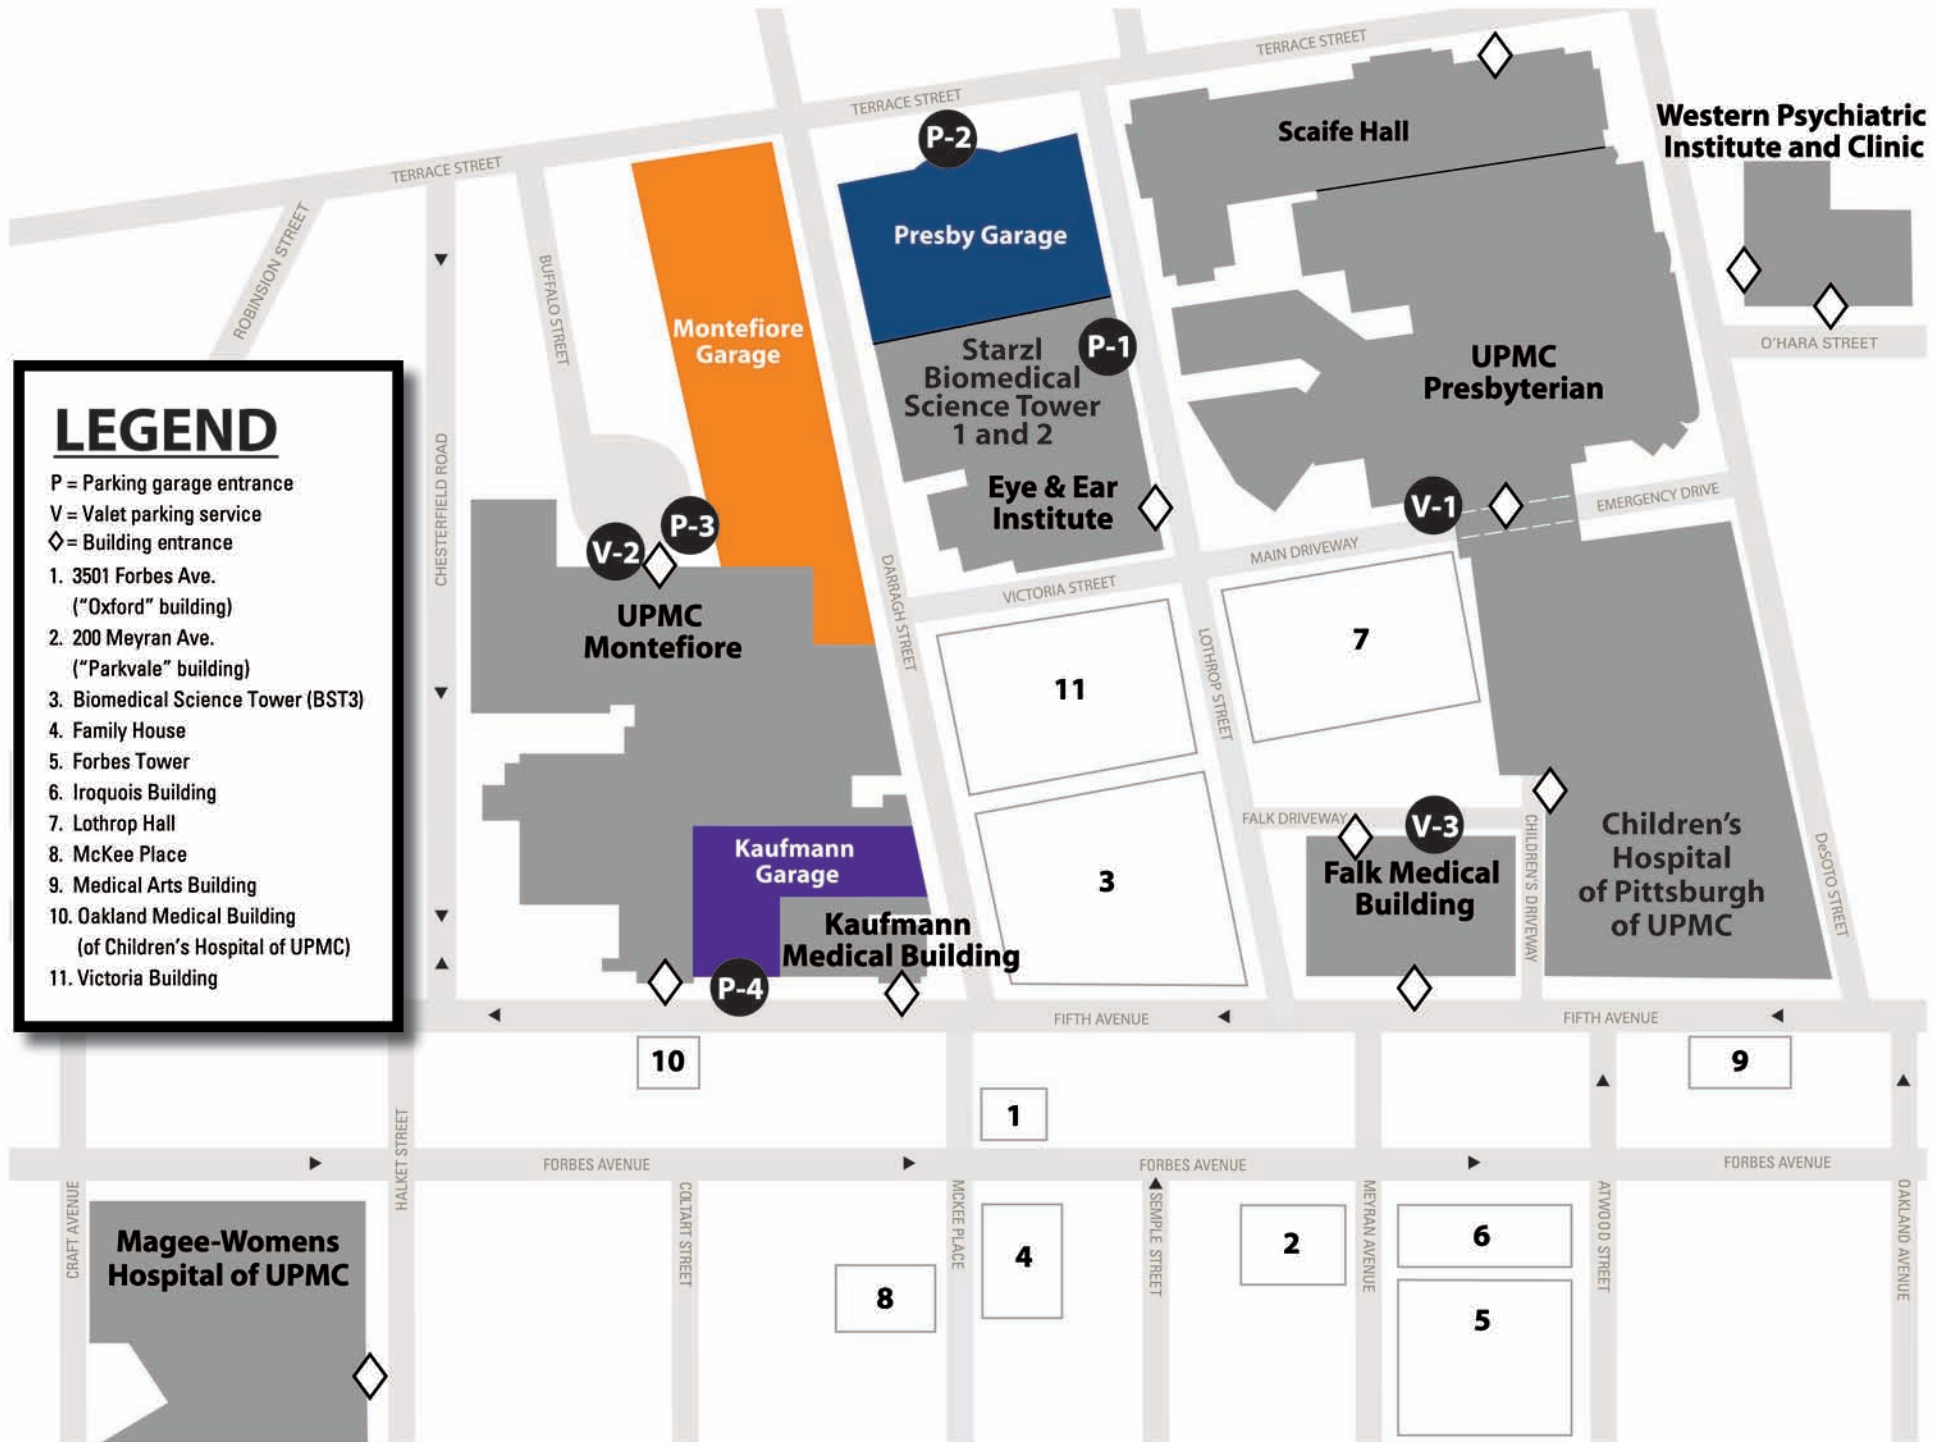 TERRACE STREET
TERRACE STREET
TERRACE STREET
P-2
Scaife Hall
Western Psychiatric
Institute and Clinic
ROBINSION STREET
BUFFALO STREET
Presby Garage
Montefiore
Garage
Starzl
Biomedical
Science Tower
1 and 2
P-1
UPMC
Presbyterian
O'HARA STREET
LEGEND
P = Parking garage entrance
V = Valet parking service
◊ = Building entrance
1. 3501 Forbes Ave.
(“Oxford” building)
2. 200 Meyran Ave.
(“Parkvale” building)
3. Biomedical Science Tower (BST3)
4. Family House
5. Forbes Tower
6. Iroquois Building
7. Lothrop Hall
8. McKee Place
9. Medical Arts Building
10. Oakland Medical Building
(of Children’s Hospital of UPMC)
11. Victoria Building
CHESTERFIELD ROAD
Eye & Ear
Institute
V-1
EMERGENCY DRIVE
P-3
V-2
MAIN DRIVEWAY
VICTORIA STREET
DARRAGH STREET
UPMC
Montefiore
LOTHROP STREET
7
11
FALK DRIVEWAY
V-3
CHILDREN'S DRIVEWAY
Children’s
Hospital
of Pittsburgh
of UPMC
DeSOTO STREET
Kaufmann
Garage
3
Falk Medical
Building
Kaufmann
Medical Building
P-4
FIFTH AVENUE
FIFTH AVENUE
10
9
1
HALKET STREET
FORBES AVENUE
FORBES AVENUE
FORBES AVENUE
CRAFT AVENUE
COLTART STREET
MCKEE PLACE
SEMPLE STREET
MEYRAN AVENUE
ATWOOD STREET
OAKLAND AVENUE
Magee-Womens
Hospital of UPMC
4
2
6
8
5